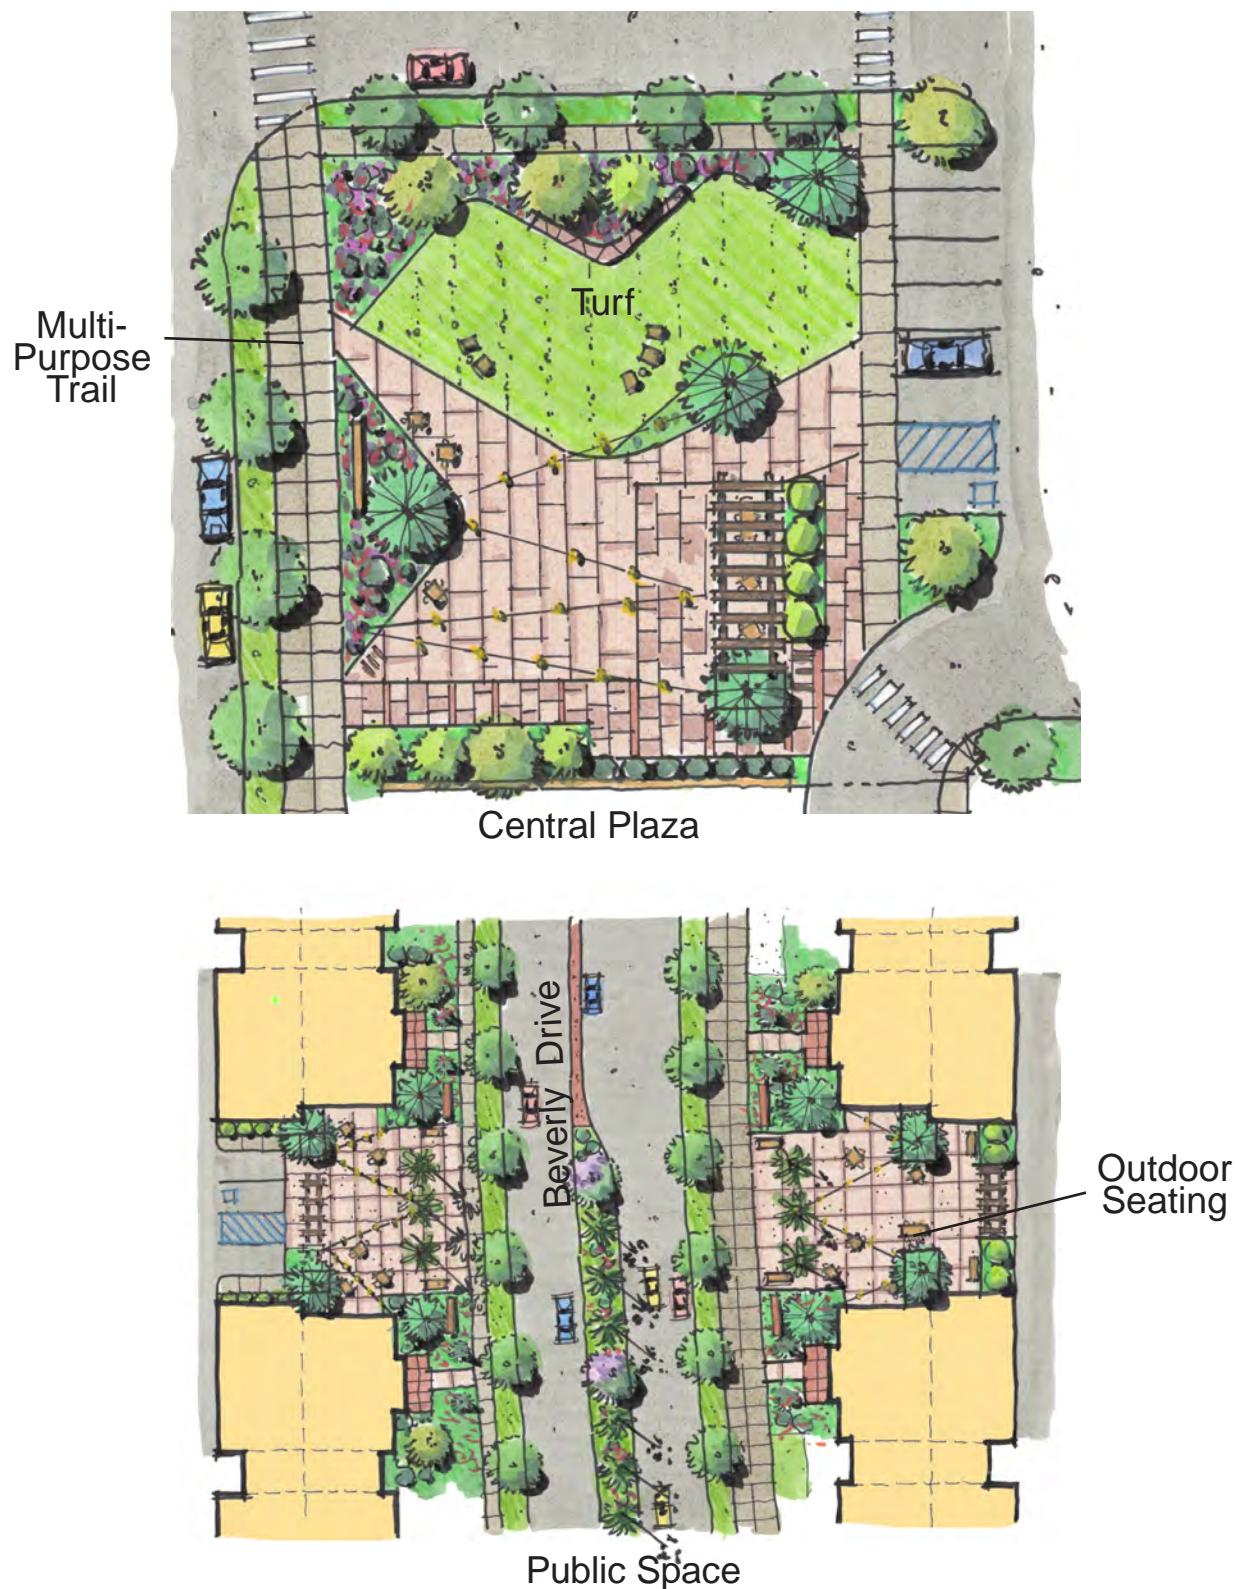 Turf
Multi-
Purpose
Trail
Central Plaza
Beverly Drive
Outdoor
Seating
Public Space